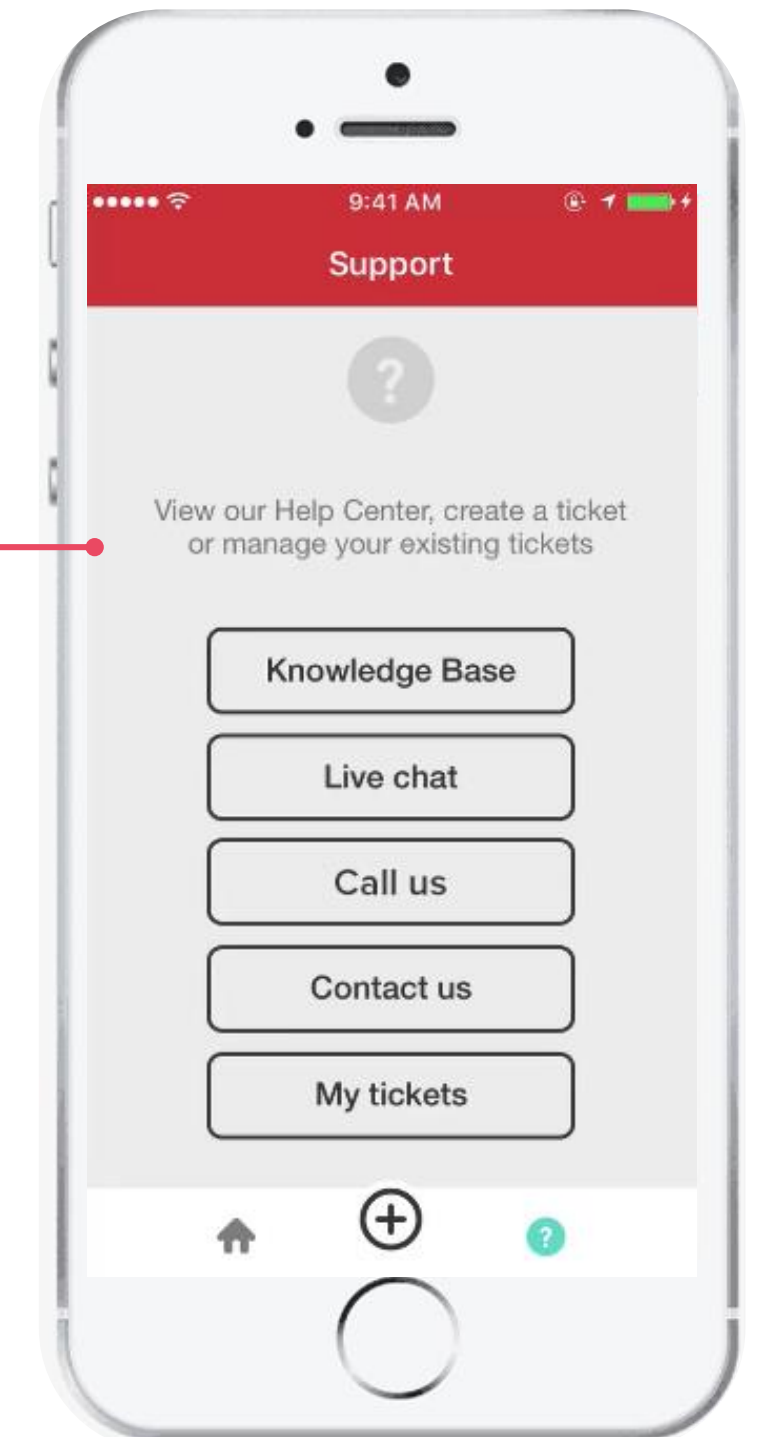 9:41 AM
Support
?
View our Help Center, create a ticket
or manage your existing tickets
Knowledge Base
Live chat
Call us
Contact us
My tickets
?